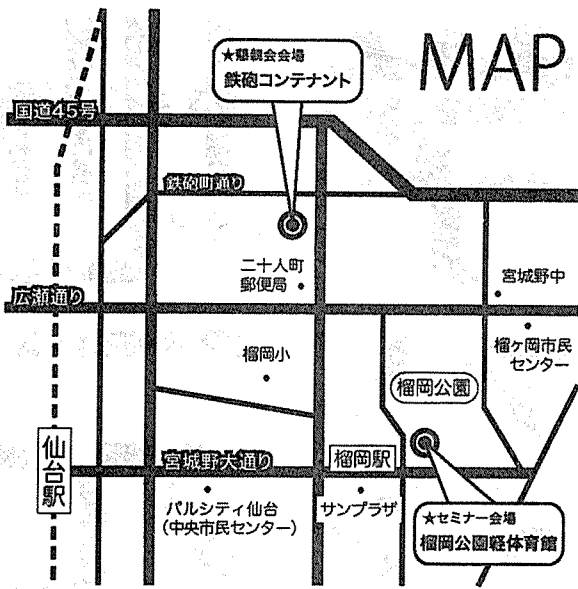 MAP
★懇親会会場
鉄砲コンテナント
国道45号
鉄砲町通り
二十人町
郵便局
宮城野中
広瀬通り
榴岡小
榴ヶ岡市民
センター
榴岡公園
仙台駅
宮城野大通り
榴岡駅
パルシティ仙台
(中央市民センター)
サンプラザ
★セミナー会場
榴岡公園軽体育館